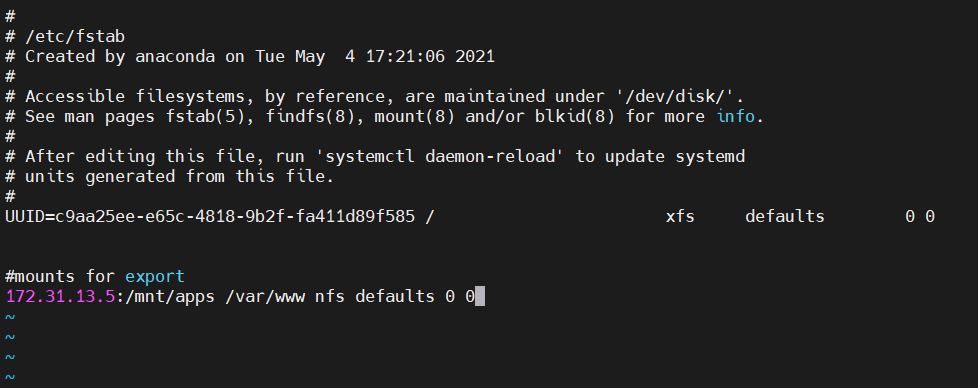 #
# /etc/fstab
# Created by anaconda on Tue May  4 17:21:06 2021
#
# Accessible filesystems, by reference, are maintained under '/dev/disk/'.
# See man pages fstab(5), findfs(8), mount(8) and/or blkid(8) for more info.
#
# After editing this file, run 'systemctl daemon-reload' to update systemd
# units generated from this file.
#
UUID=c9aa25ee-e65c-4818-9b2f-fa411d89f585 /                       xfs     defaults        0 0
#mounts for export
172.31.13.5:/mnt/apps /var/www nfs defaults 0 0
~
~
~
~